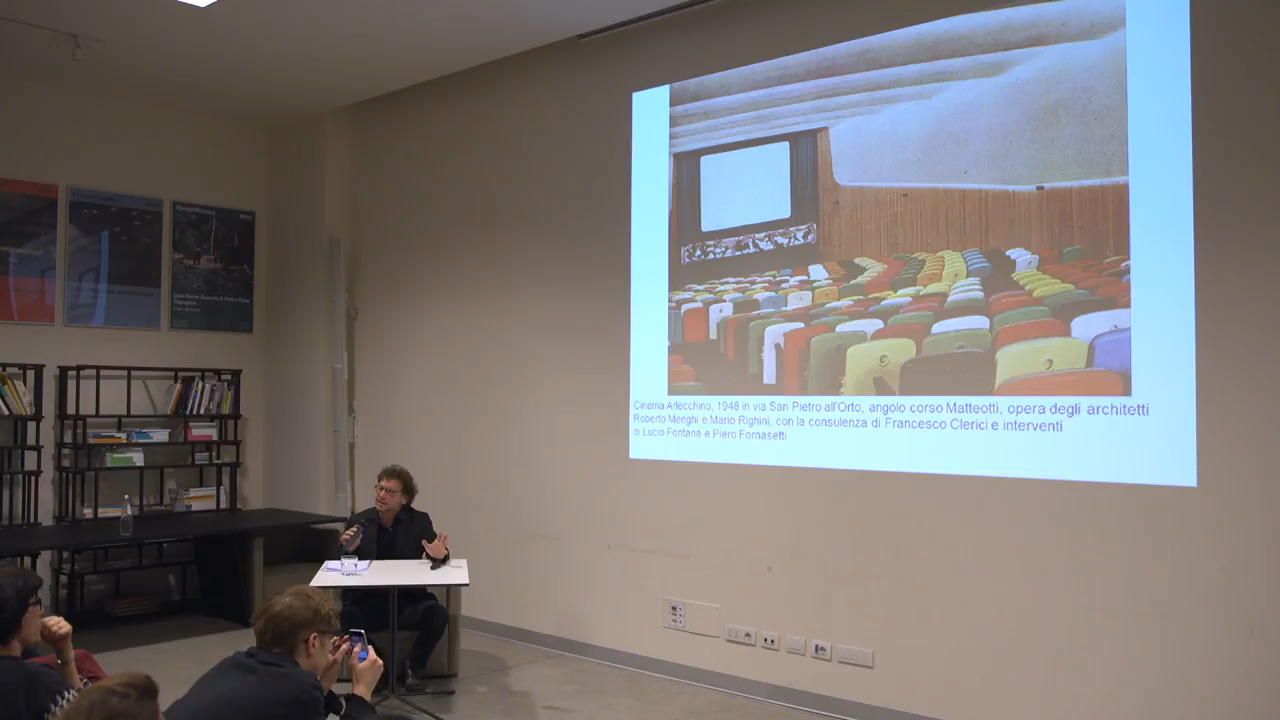 Cinema Arlecchino, 1948 in via San Pietro all'Orto, angolo corso Matteotti, opera degli architetti
Roberto Menghi e Mario Righini, con la consulenza di Francesco Clerici e interventi
di Lucio Fontana e Piero Fornasetti